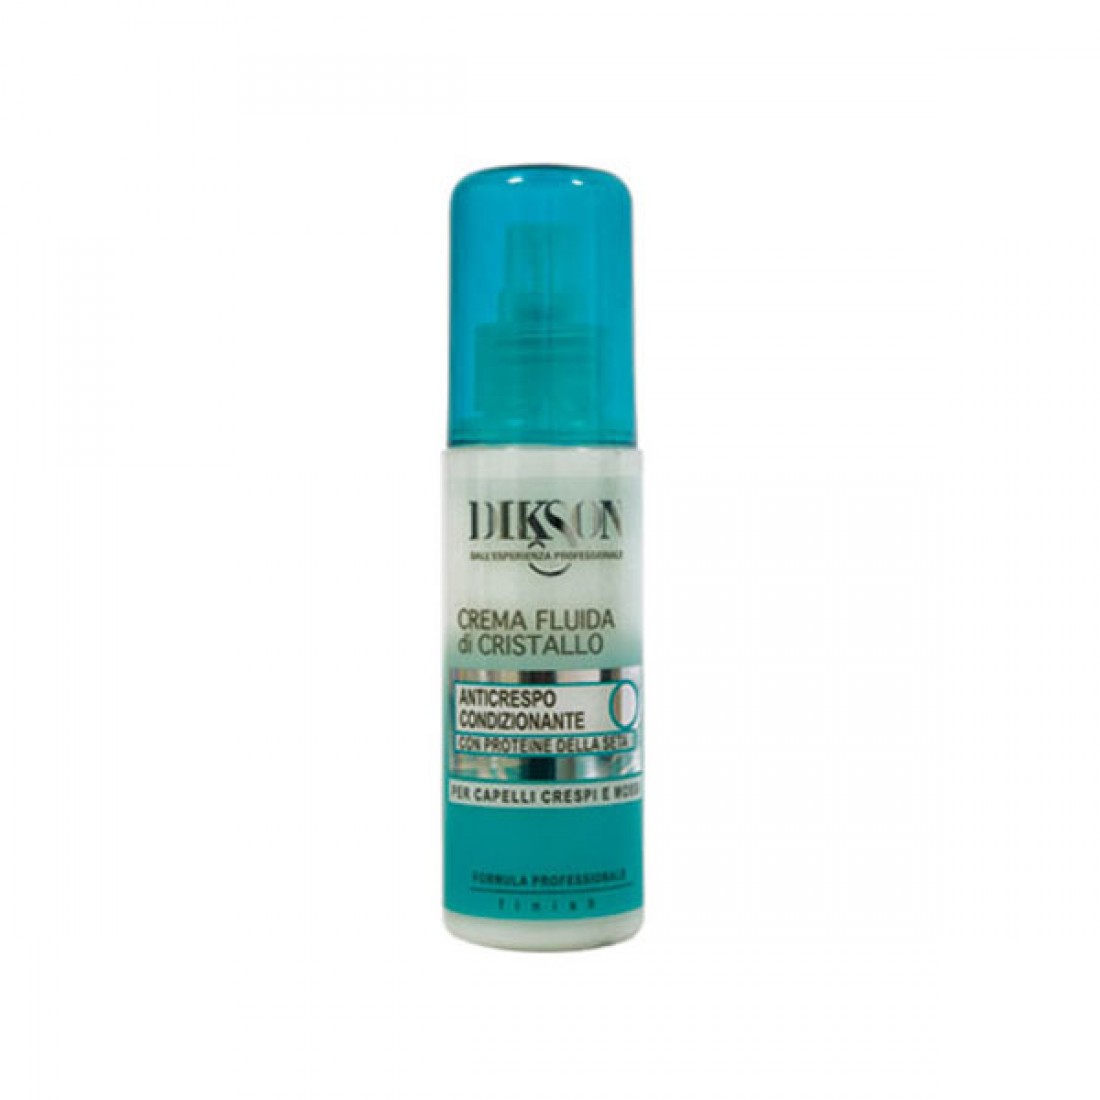 DIKSON
DALL'ESPERIENZA PROFESSIONALE
CREMA FLUIDA
di CRISTALLO
ANTICRESPO
CONDIZIONANTE
CON PROTEINE DELLA SETA
PER CAPELLI CRESPI E MOSSI
FORMULA PROFESSIONALE
finish